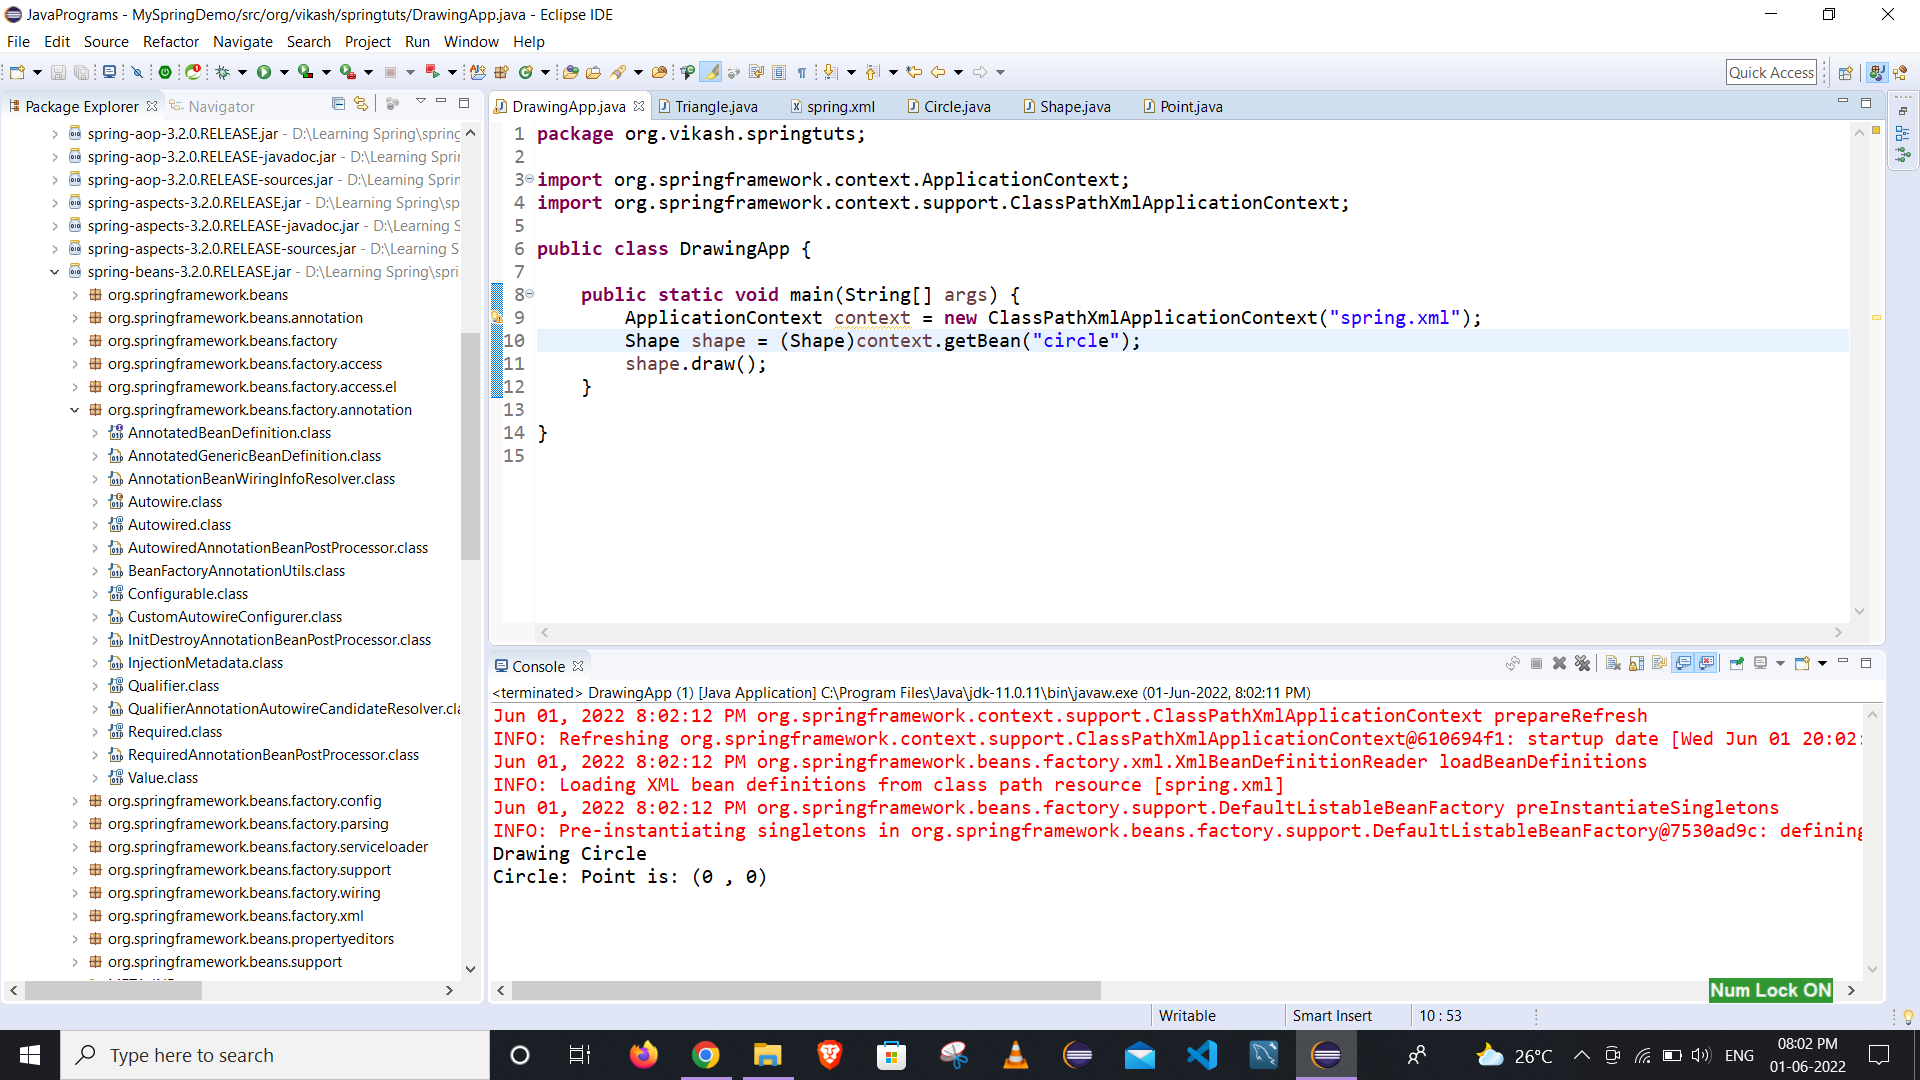 JavaPrograms - MySpringDemo/src/org/vikash/springtuts/DrawingApp.java - Eclipse IDE
File Edit Source Refactor Navigate Search Project Run Window Help
Quick Access
Package Explorer
Navigator
spring-aop-3.2.0.RELEASE.jar - D:\Learning Spring\spring
spring-aop-3.2.0.RELEASE-javadoc.jar - D:\Learning Sprir
spring-aop-3.2.0.RELEASE-sources.jar - D:\Learning Sprir
spring-aspects-3.2.0.RELEASE.jar - D:\Learning Spring\sp
spring-aspects-3.2.0.RELEASE-javadoc.jar - D:\Learning S
spring-aspects-3.2.0.RELEASE-sources.jar - D:\Learning S
spring-beans-3.2.0.RELEASE.jar - D:\Learning Spring\spri
org.springframework.beans
org.springframework.beans.annotation
org.springframework.beans.factory
org.springframework.beans.factory.access
org.springframework.beans.factory.access.el
org.springframework.beans.factory.annotation
AnnotatedBeanDefinition.class
AnnotatedGenericBeanDefinition.class
AnnotationBeanWiringInfoResolver.class
Autowire.class
Autowired.class
AutowiredAnnotationBeanPostProcessor.class
BeanFactoryAnnotationUtils.class
Configurable.class
CustomAutowireConfigurer.class
InitDestroyAnnotationBeanPostProcessor.class
InjectionMetadata.class
Qualifier.class
QualifierAnnotationAutowireCandidateResolver.cla
Required.class
RequiredAnnotationBeanPostProcessor.class
Value.class
org.springframework.beans.factory.config
org.springframework.beans.factory.parsing
org.springframework.beans.factory.serviceloader
org.springframework.beans.factory.support
org.springframework.beans.factory.wiring
org.springframework.beans.factory.xml
org.springframework.beans.propertyeditors
org.springframework.beans.support
DrawingApp.java Triangle.java spring.xml Circle.java Shape.java Point.java
1 package org.vikash.springtuts;
2
3 import org.springframework.context.ApplicationContext;
4 import org.springframework.context.support.ClassPathXmlApplicationContext;
5
6 public class DrawingApp {
7
8 public static void main(String[] args) {
9 ApplicationContext context = new ClassPathXmlApplicationContext("spring.xml");
10 Shape shape = (Shape)context.getBean("circle");
11 shape.draw();
12 }
13
14 }
15
Console
<terminated> DrawingApp (1) [Java Application] C:\Program Files\Java\jdk-11.0.11\bin\javaw.exe (01-Jun-2022, 8:02:11 PM)
Jun 01, 2022 8:02:12 PM org.springframework.context.support.ClassPathXmlApplicationContext prepareRefresh
INFO: Refreshing org.springframework.context.support.ClassPathXmlApplicationContext@610694f1: startup date [Wed Jun 01 20:02:
Jun 01, 2022 8:02:12 PM org.springframework.beans.factory.xml.XmlBeanDefinitionReader loadBeanDefinitions
INFO: Loading XML bean definitions from class path resource [spring.xml]
Jun 01, 2022 8:02:12 PM org.springframework.beans.factory.support.DefaultListableBeanFactory preInstantiateSingletons
INFO: Pre-instantiating singletons in org.springframework.beans.factory.support.DefaultListableBeanFactory@7530ad9c: defining
Drawing Circle
Circle: Point is: (0 , 0)
Num Lock ON
Writable Smart Insert 10 : 53
Type here to search
26°C ENG
08:02 PM
01-06-2022